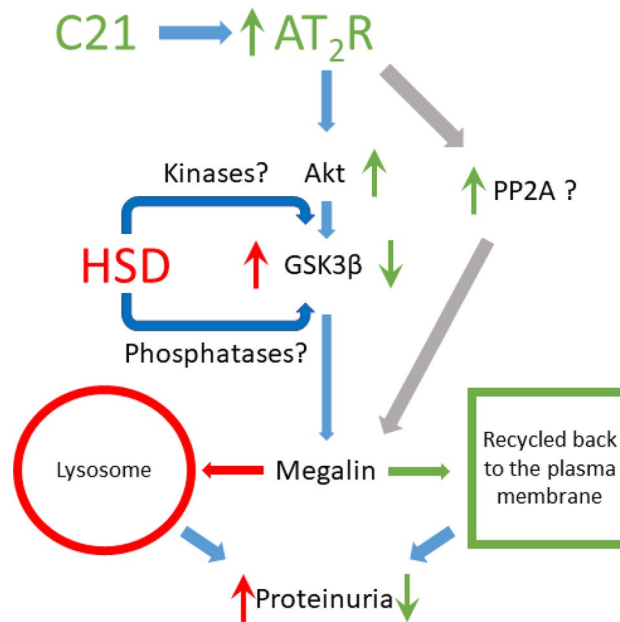 C21
AT₂R
Kinases?
Akt
PP2A ?
HSD
GSK3β
Phosphatases?
Lysosome
Megalin
Recycled back
to the plasma
membrane
Proteinuria